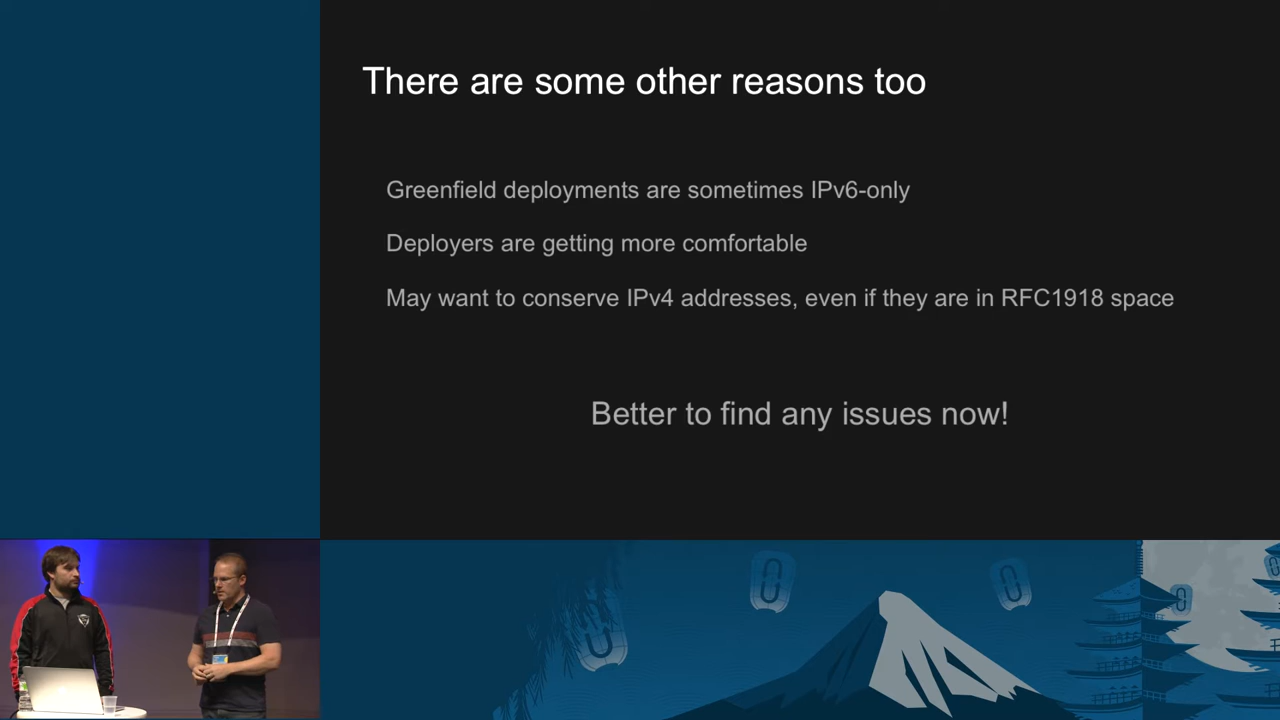 There are some other reasons too
Greenfield deployments are sometimes IPv6-only
Deployers are getting more comfortable
May want to conserve IPv4 addresses, even if they are in RFC1918 space
Better to find any issues now!